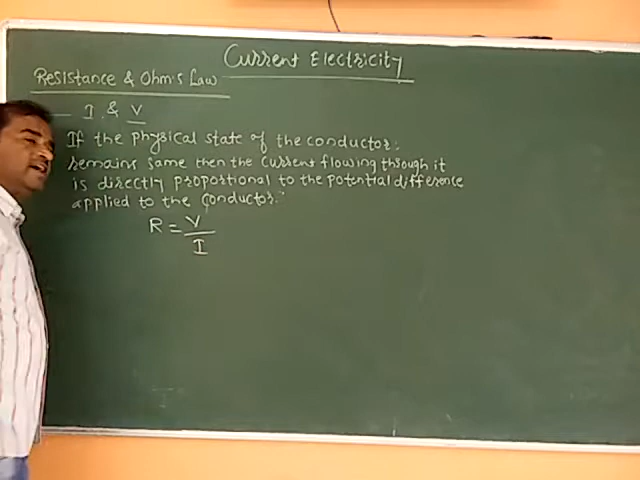 Current Electricity
Resistance & Ohm's Law
— I & V
If the physical state of the conductor.
remains same then the current flowing through it
is directly proportional to the potential difference
applied to the conductor."
R = V
I